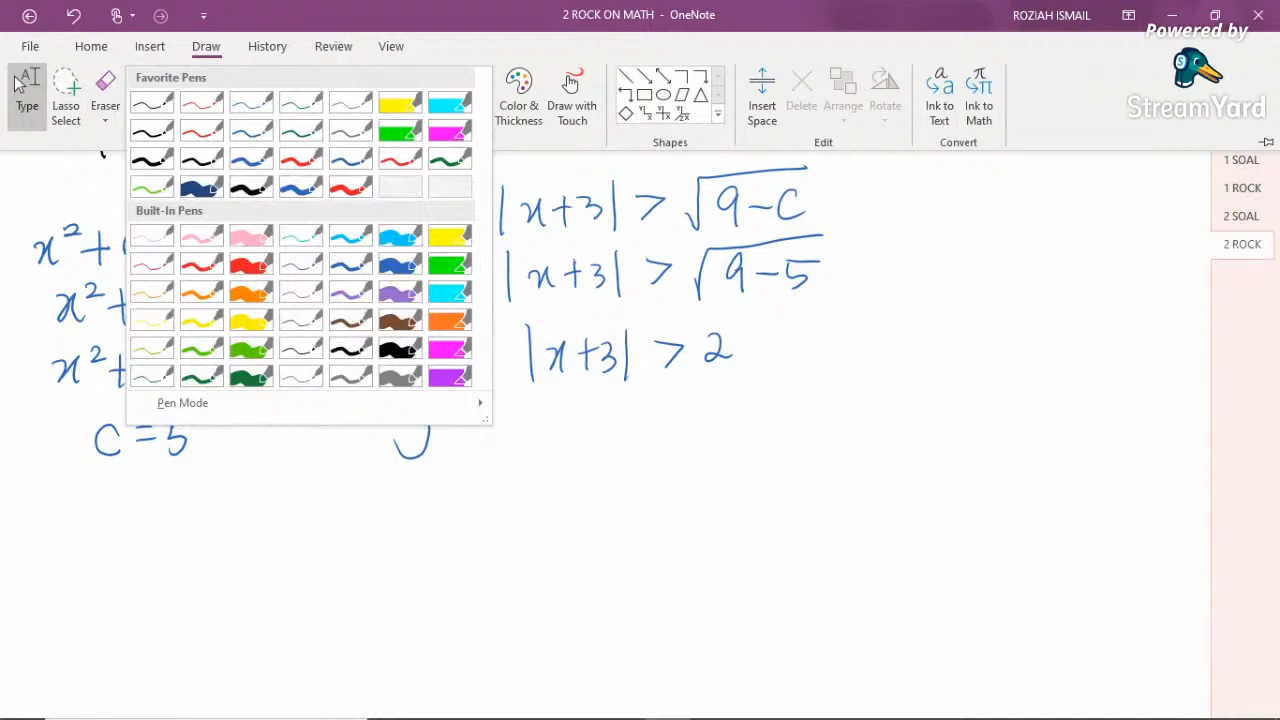 2 ROCK ON MATH - OneNote
ROZIAH ISMAIL
Powered by
StreamYard
File Home Insert Draw History Review View
Type
Lasso Select
Eraser
Color & Thickness
Draw with Touch
Insert Space
Delete
Arrange
Rotate
Ink to Text
Ink to Math
Shapes
Edit
Convert
Favorite Pens
Built-In Pens
Pen Mode
1 SOAL
1 ROCK
2 SOAL
2 ROCK
x² +
x² +
x² +
c = 5
|x+3| > √9-c
|x+3| > √9-5
|x+3| > 2